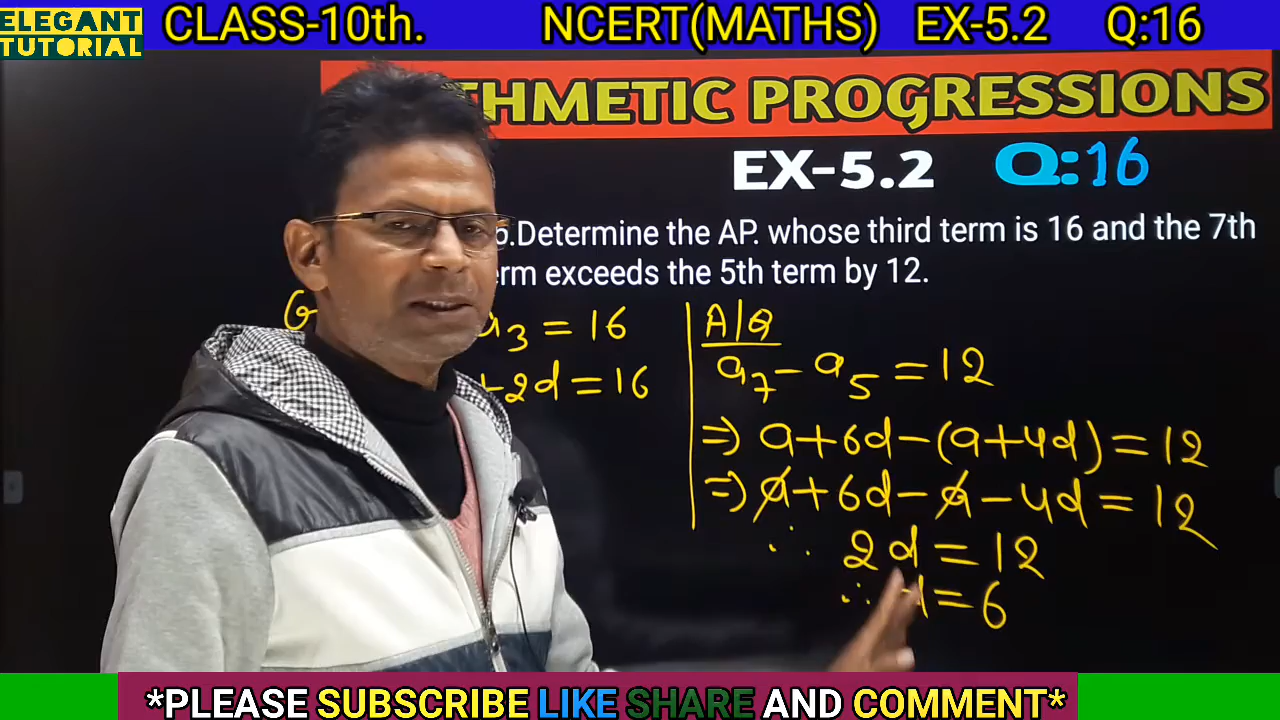 ELEGANT
TUTORIAL
CLASS-10th. NCERT(MATHS) EX-5.2 Q:16
THMETIC PROGRESSIONS
EX-5.2 Q:16
6.Determine the AP. whose third term is 16 and the 7th
erm exceeds the 5th term by 12.
G a3 = 16
+2d=16
A/Q
a7 - a5 = 12
⇒ a+6d-(a+4d) = 12
⇒ a+6d-a-4d = 12
∴ 2d = 12
∴ d = 6
*PLEASE SUBSCRIBE LIKE SHARE AND COMMENT*